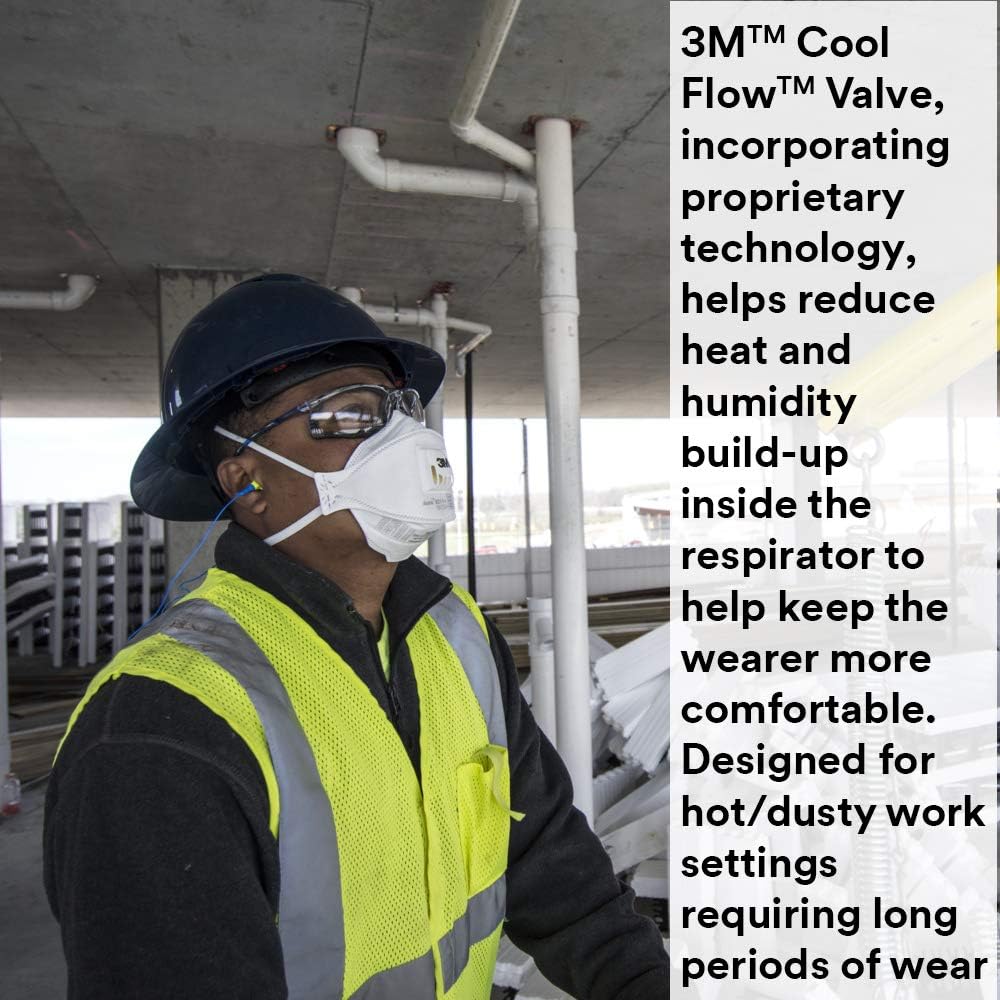 3M™ Cool
Flow™ Valve,
incorporating
proprietary
technology,
helps reduce
heat and
humidity
build-up
inside the
respirator to
help keep the
wearer more
comfortable.
Designed for
hot/dusty work
settings
requiring long
periods of wear
3M